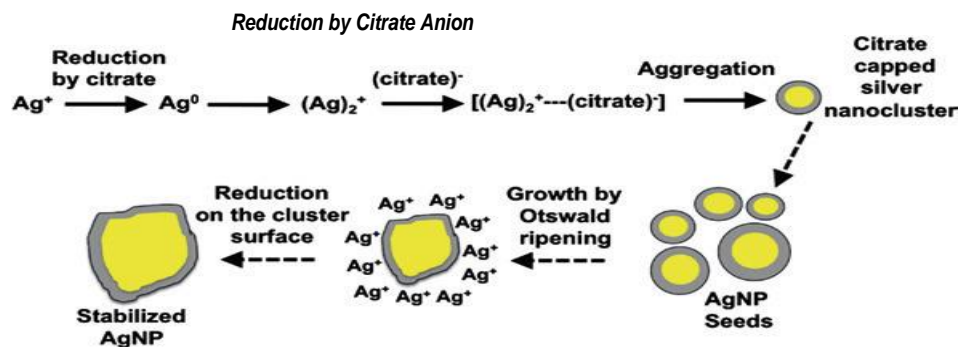 Reduction by Citrate Anion
Reduction
by citrate
Ag⁺
Ag⁰
(Ag)₂⁺
(citrate)⁻
[(Ag)₂⁺---(citrate)⁻]
Aggregation
Citrate
capped
silver
nanocluster
AgNP
Seeds
Growth by
Otswald
ripening
Ag⁺ Ag⁺
Ag⁺ Ag⁺
Ag⁺ Ag⁺
Ag⁺ Ag⁺
Ag⁺ Ag⁺ Ag⁺
Reduction
on the cluster
surface
Stabilized
AgNP